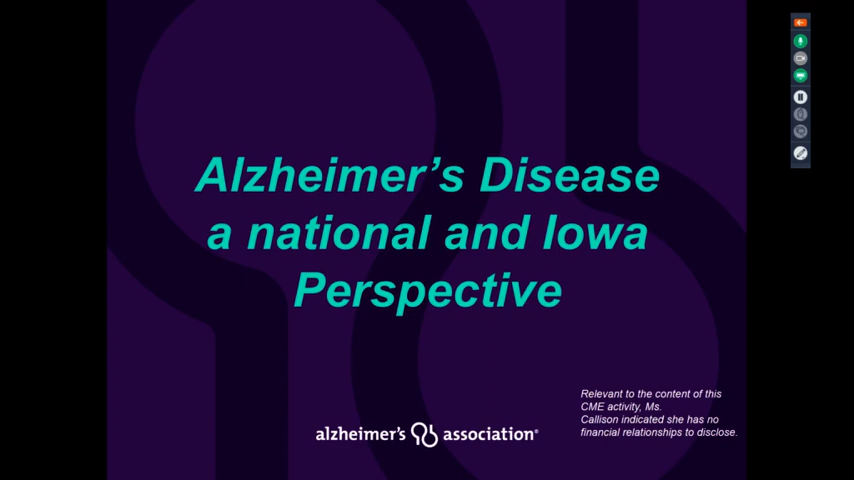 Alzheimer's Disease
a national and Iowa
Perspective
Relevant to the content of this
CME activity, Ms.
Callison indicated she has no
financial relationships to disclose.
alzheimer's association®